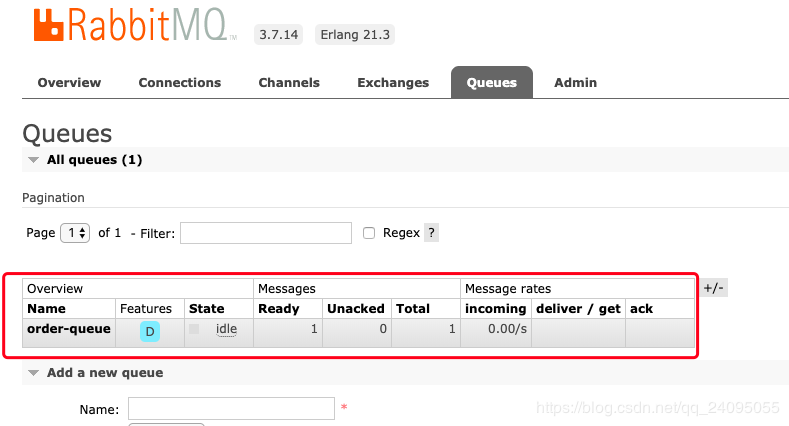 RabbitMQ TM 3.7.14 Erlang 21.3
Overview Connections Channels Exchanges Queues Admin
Queues
All queues (1)
Pagination
Page 1 of 1 - Filter: Regex ?
Overview Messages Message rates +/-
Name Features State Ready Unacked Total incoming deliver / get ack
order-queue D idle 1 0 1 0.00/s
Add a new queue
Name: *
https://blog.csdn.net/qq_24095055